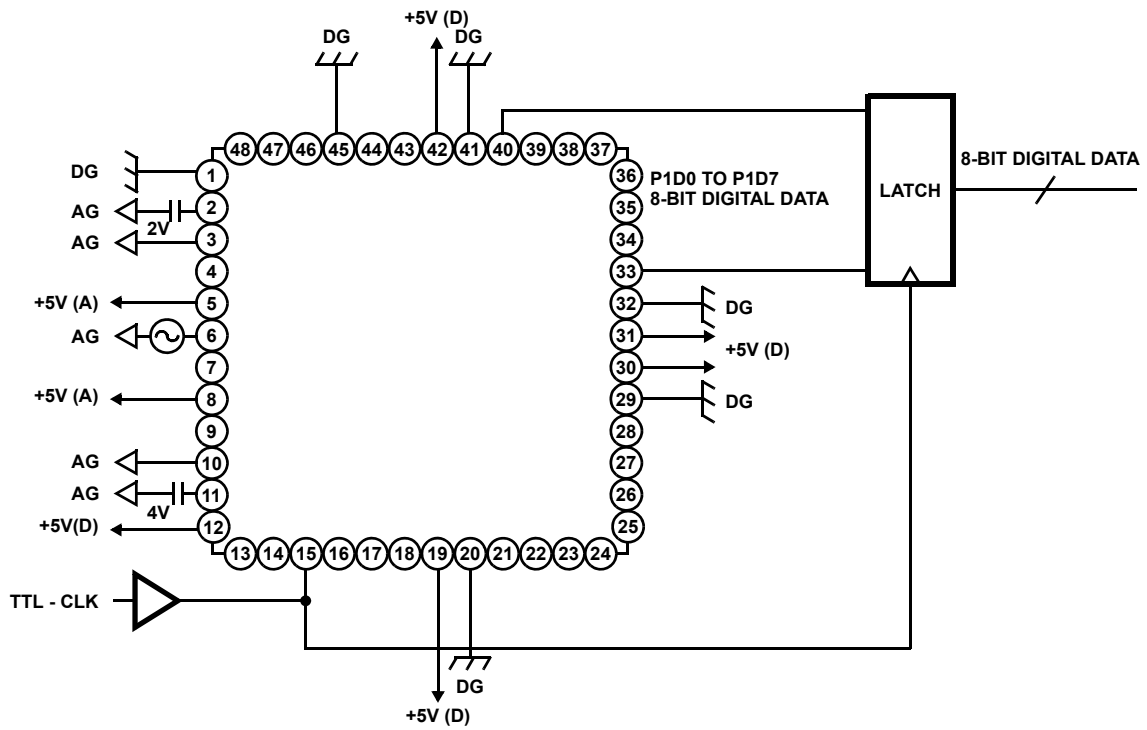 +5V (D)
DG
DG
48 47 46 45 44 43 42 41 40 39 38 37
DG
AG
2V
AG
+5V (A)
AG
+5V (A)
AG
AG
4V
+5V(D)
1
2
3
4
5
6
7
8
9
10
11
12
36
35
34
33
32
31
30
29
28
27
26
25
P1D0 TO P1D7
8-BIT DIGITAL DATA
LATCH
8-BIT DIGITAL DATA
DG
+5V (D)
DG
13 14 15 16 17 18 19 20 21 22 23 24
TTL - CLK
DG
+5V (D)